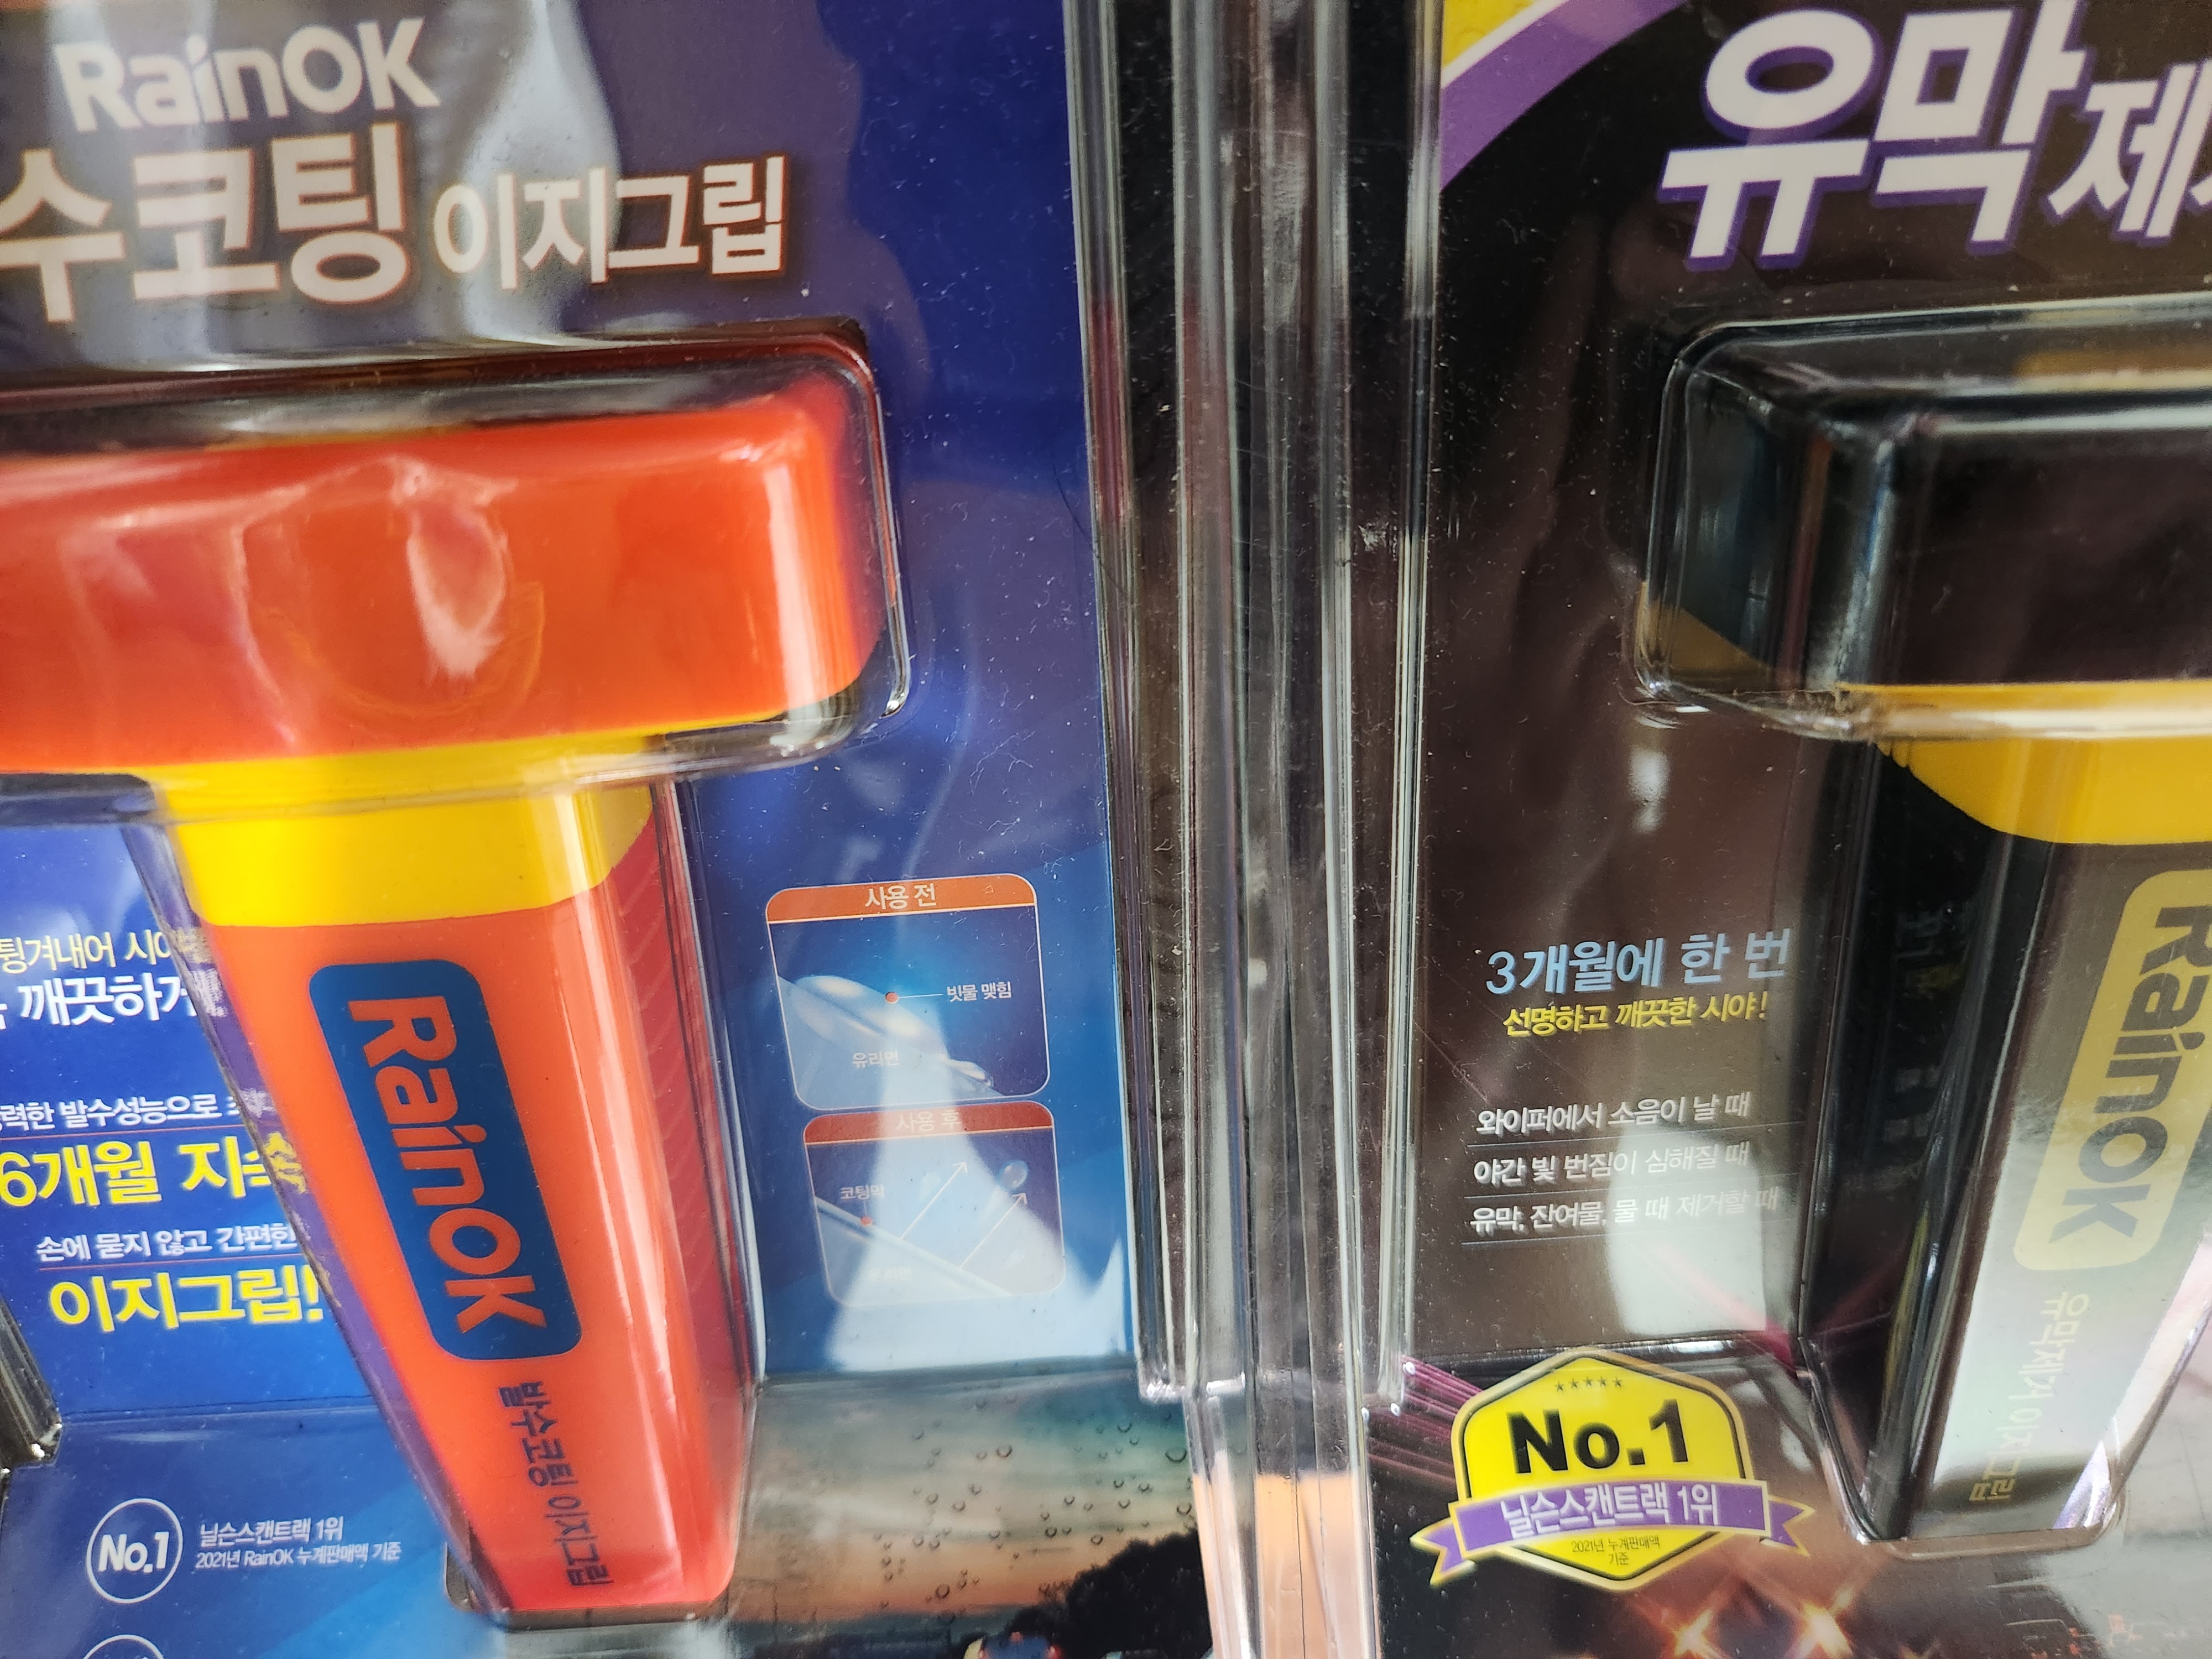 RainOK
수코팅 이지그립
튕겨내어
깨끗하게
발수성능으로
6개월 지속
손에 묻지 않고 간편한
이지그립!
RainOK
발수코팅 이지그립
사용 전
빗물 맺힘
유리면
사용 후
코팅막
No.1
닐슨스캔트랙 1위
2021년 RainOK 누계판매액 기준
유막제
3개월에 한 번
선명하고 깨끗한 시야!
와이퍼에서 소음이 날 때
야간 빛 번짐이 심해질 때
유막, 잔여물, 물 때 제거할 때
RainOK
유막제거 이지그립
No.1
닐슨스캔트랙 1위
2021년 누계판매액
기준